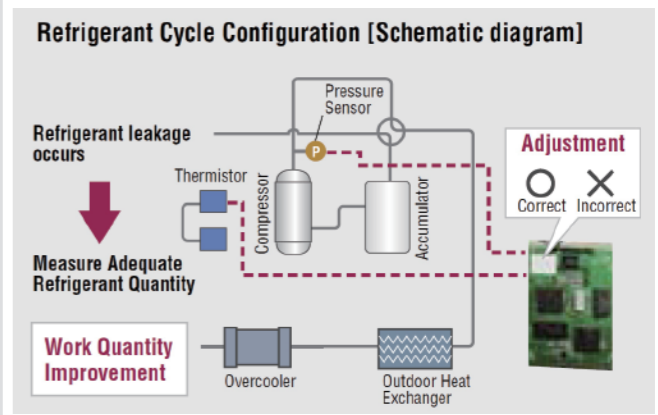 Refrigerant Cycle Configuration [Schematic diagram]
Pressure
Sensor
Refrigerant leakage
occurs
P
Adjustment
Correct Incorrect
Thermistor
Compressor
Accumulator
Measure Adequate
Refrigerant Quantity
Work Quantity
Improvement
Overcooler
Outdoor Heat
Exchanger